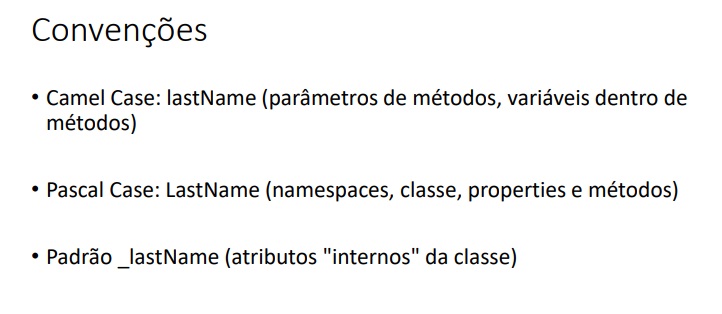 Convenções
• Camel Case: lastName (parâmetros de métodos, variáveis dentro de
métodos)
• Pascal Case: LastName (namespaces, classe, properties e métodos)
• Padrão _lastName (atributos "internos" da classe)